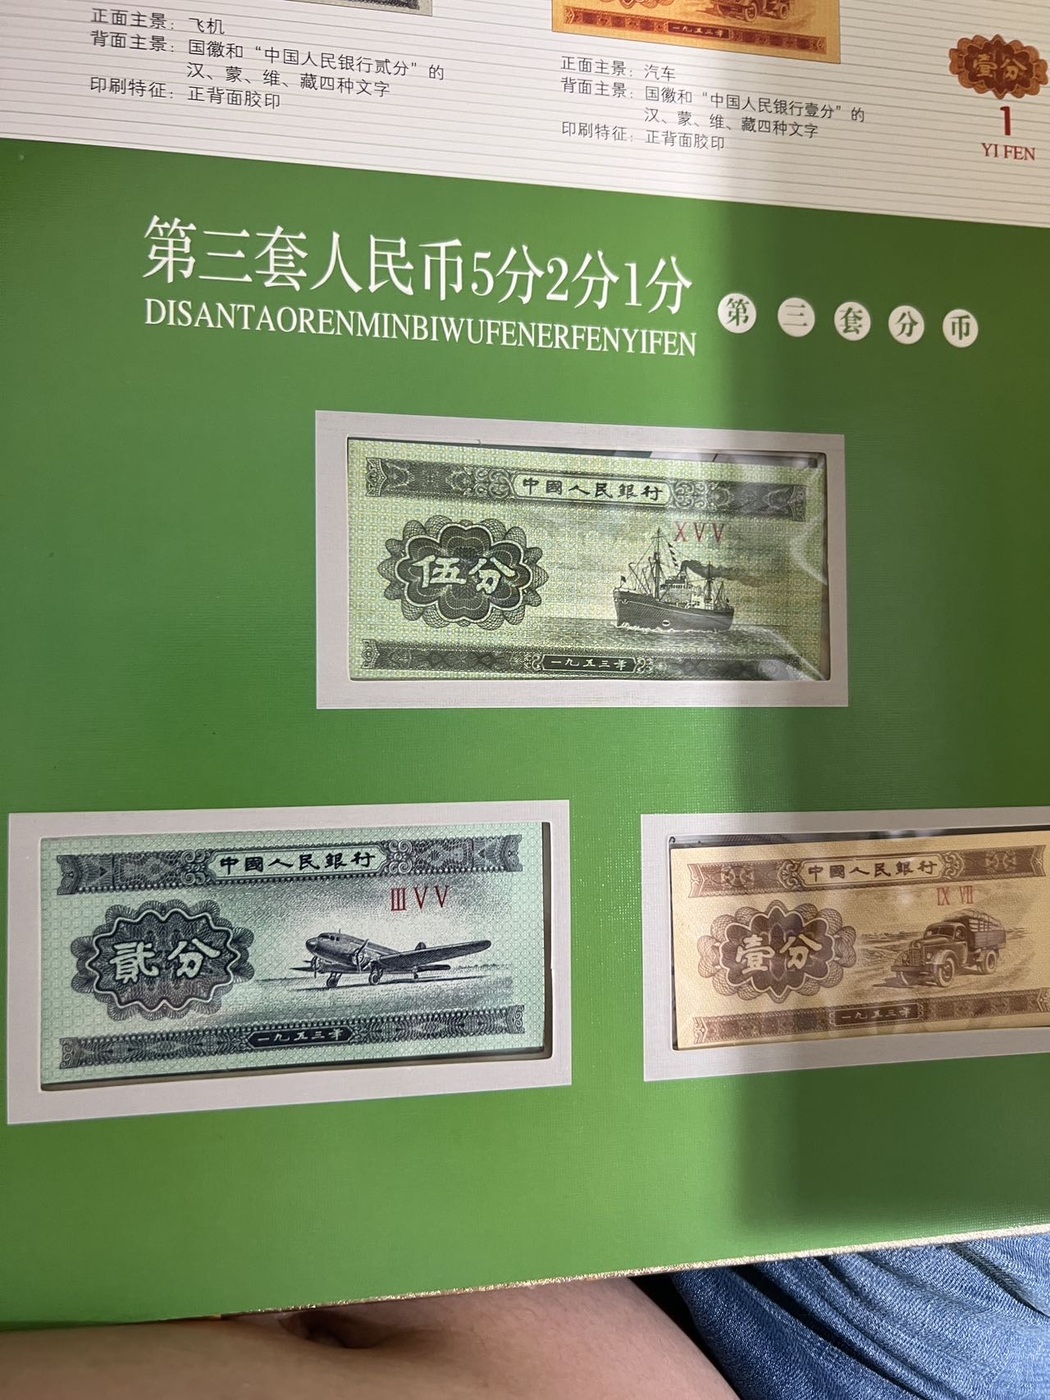 正面主景：飞机
背面主景：国徽和“中国人民银行贰分”的
汉、蒙、维、藏四种文字
印刷特征：正背面胶印
一九五三年
正面主景：汽车
背面主景：国徽和“中国人民银行壹分”的
汉、蒙、维、藏四种文字
印刷特征：正背面胶印
壹分
1
YI FEN
第三套人民币5分2分1分
DISANTAORENMINBIWUFENERFENYIFEN
第三套分币
中國人民銀行
XVV
伍分
一九五三年
中國人民銀行
ⅢVV
貳分
一九五三年
中國人民銀行
Ⅸ Ⅶ
壹分
一九五三年